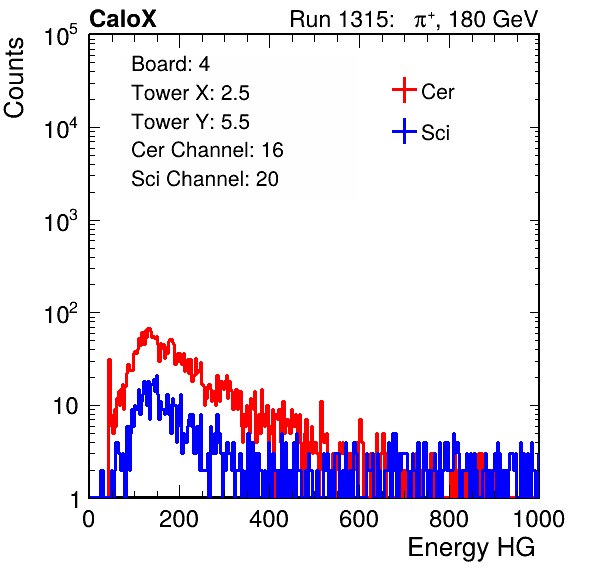 CaloX Run 1315: π⁺, 180 GeV
Counts
10⁵
10⁴
10³
10²
10
1
Board: 4
Tower X: 2.5
Tower Y: 5.5
Cer Channel: 16
Sci Channel: 20
Cer
Sci
0 200 400 600 800 1000
Energy HG